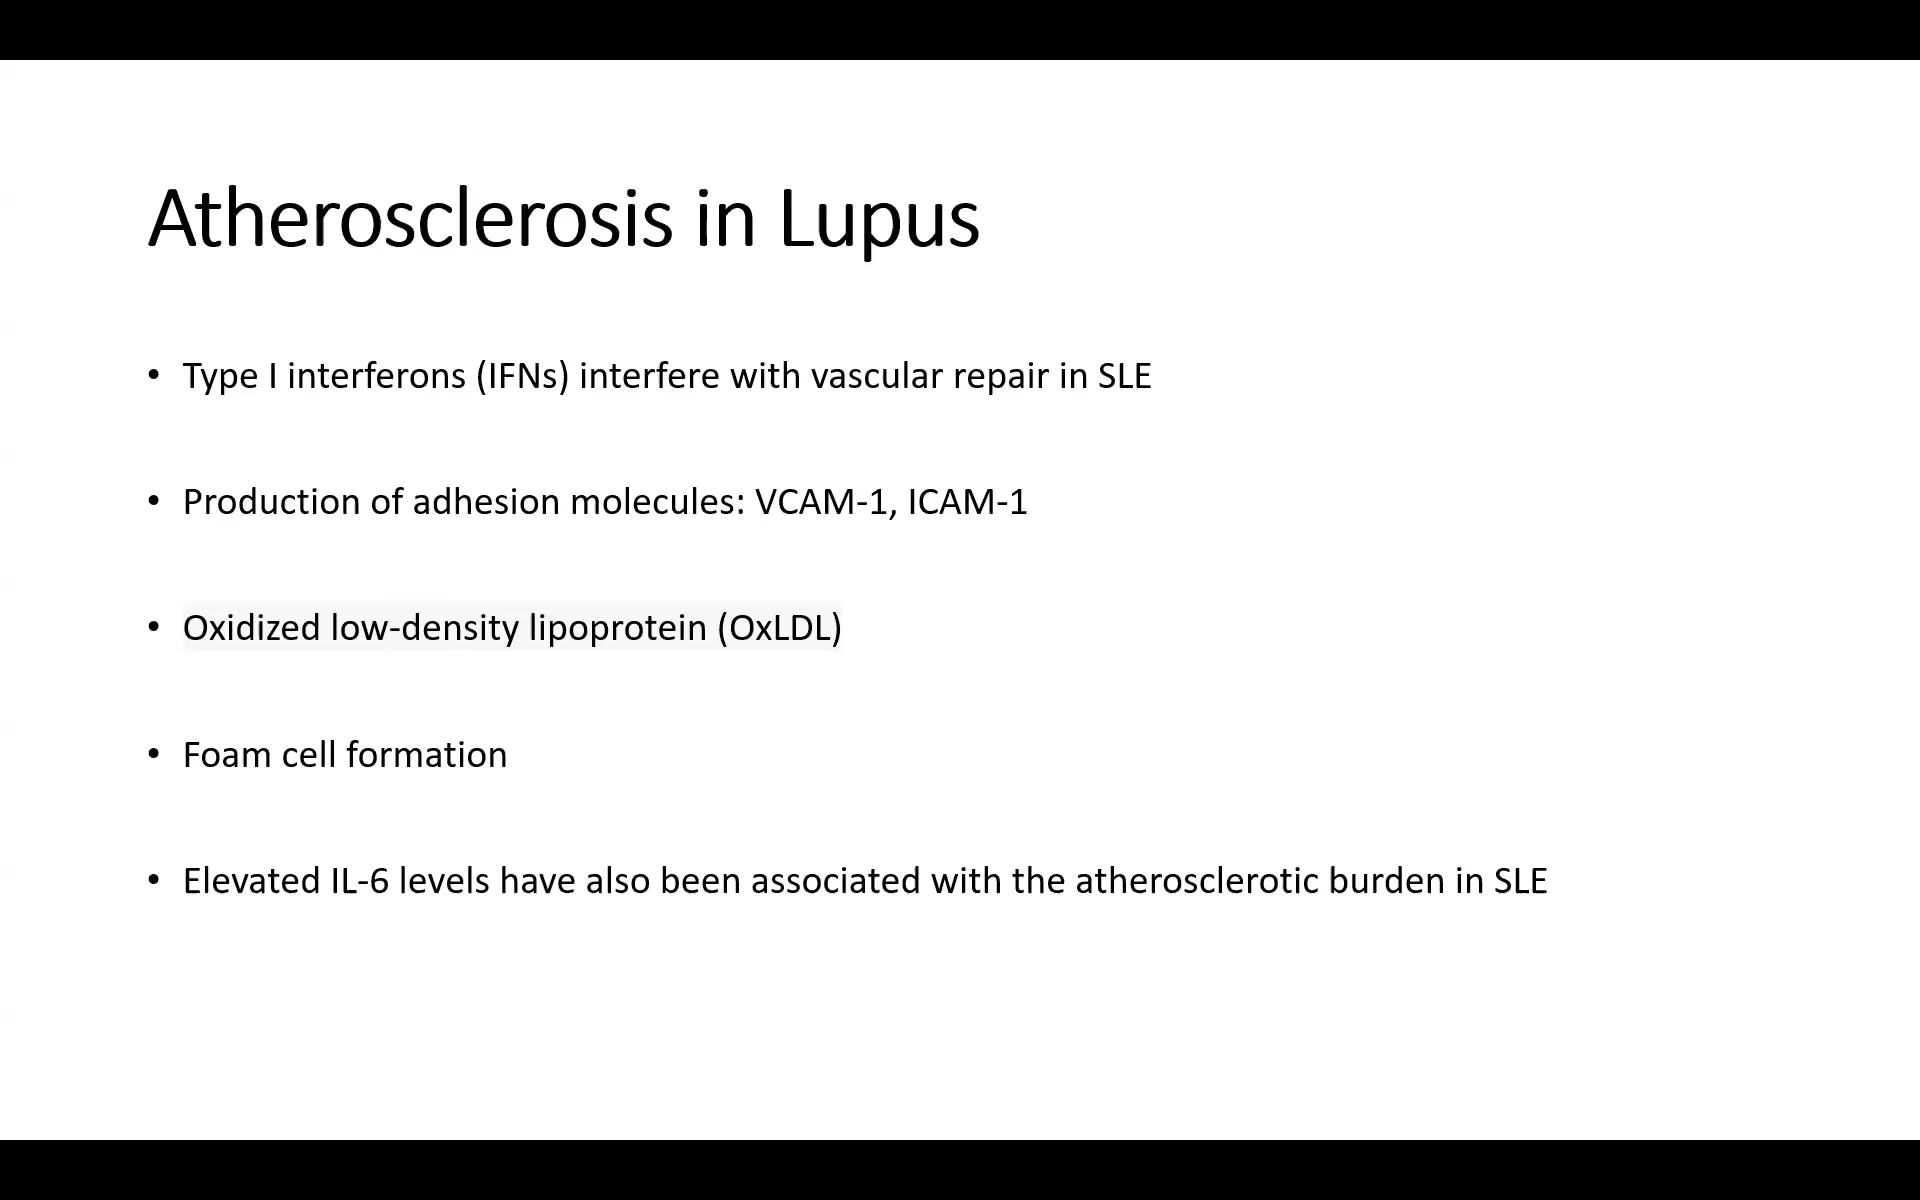 Atherosclerosis in Lupus
• Type I interferons (IFNs) interfere with vascular repair in SLE
• Production of adhesion molecules: VCAM-1, ICAM-1
• Oxidized low-density lipoprotein (OxLDL)
• Foam cell formation
• Elevated IL-6 levels have also been associated with the atherosclerotic burden in SLE